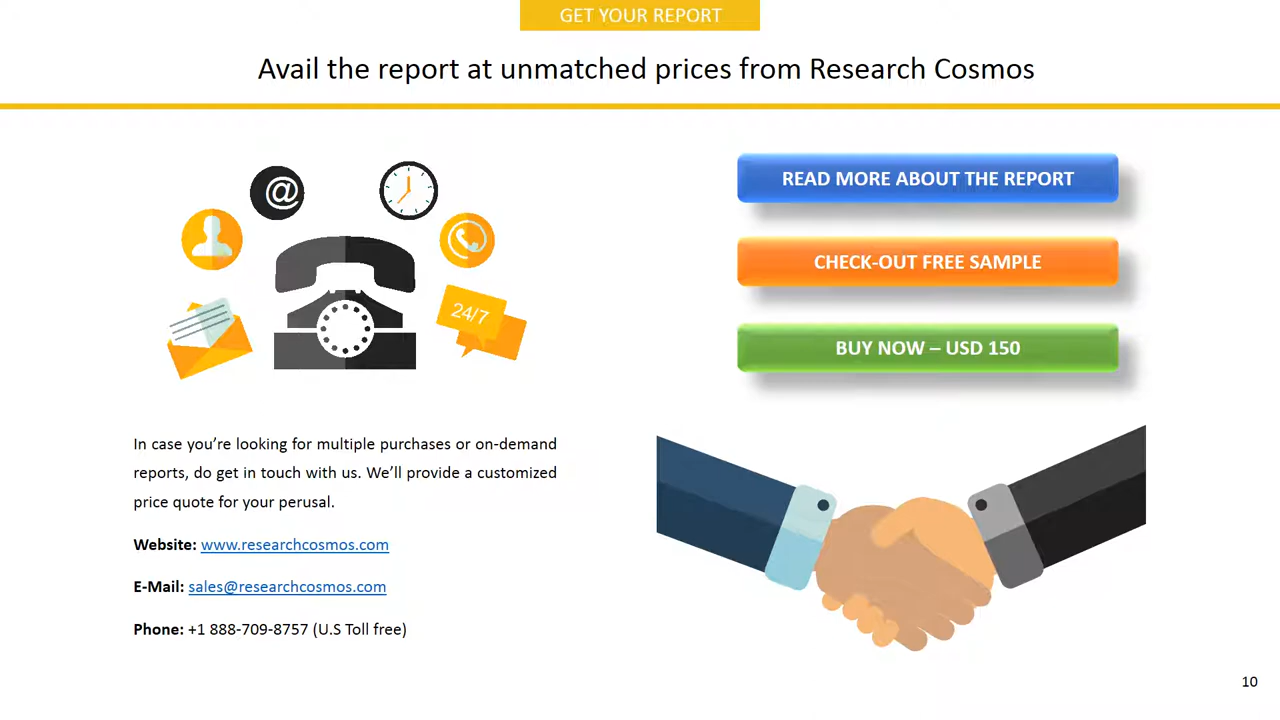 GET YOUR REPORT
Avail the report at unmatched prices from Research Cosmos
@
24/7
READ MORE ABOUT THE REPORT
CHECK-OUT FREE SAMPLE
BUY NOW – USD 150
In case you’re looking for multiple purchases or on-demand
reports, do get in touch with us. We’ll provide a customized
price quote for your perusal.
Website: www.researchcosmos.com
E-Mail: sales@researchcosmos.com
Phone: +1 888-709-8757 (U.S Toll free)
10